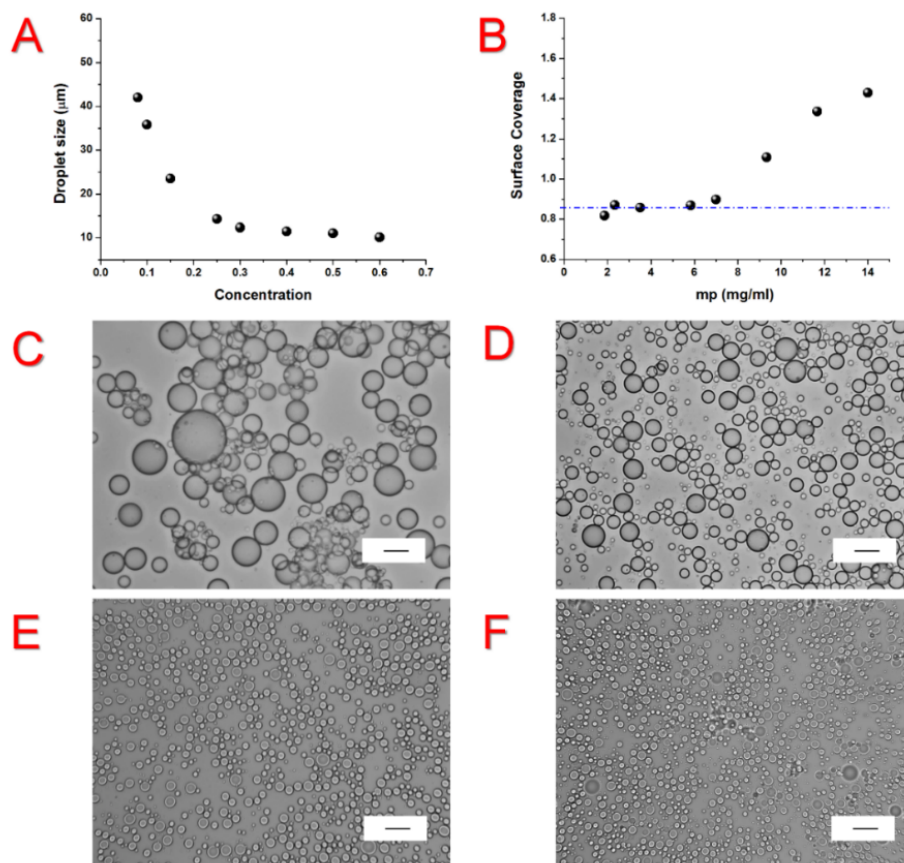 A
60
50
40
30
20
10
0.0 0.1 0.2 0.3 0.4 0.5 0.6 0.7
Droplet size (μm)
Concentration
B
1.8
1.6
1.4
1.2
1.0
0.8
0.6
0 2 4 6 8 10 12 14
Surface Coverage
mp (mg/ml)
C
D
E
F